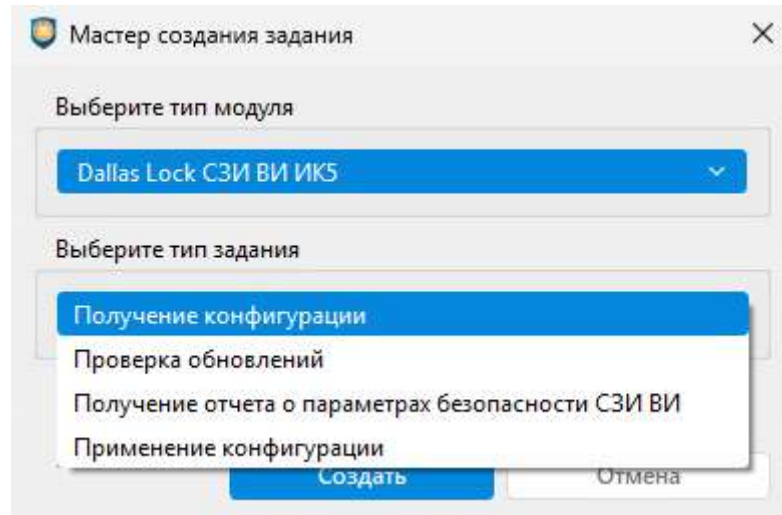 Мастер создания задания
Выберите тип модуля
Dallas Lock СЗИ ВИ ИК5
Выберите тип задания
Получение конфигурации
Проверка обновлений
Получение отчета о параметрах безопасности СЗИ ВИ
Применение конфигурации
Создать
Отмена